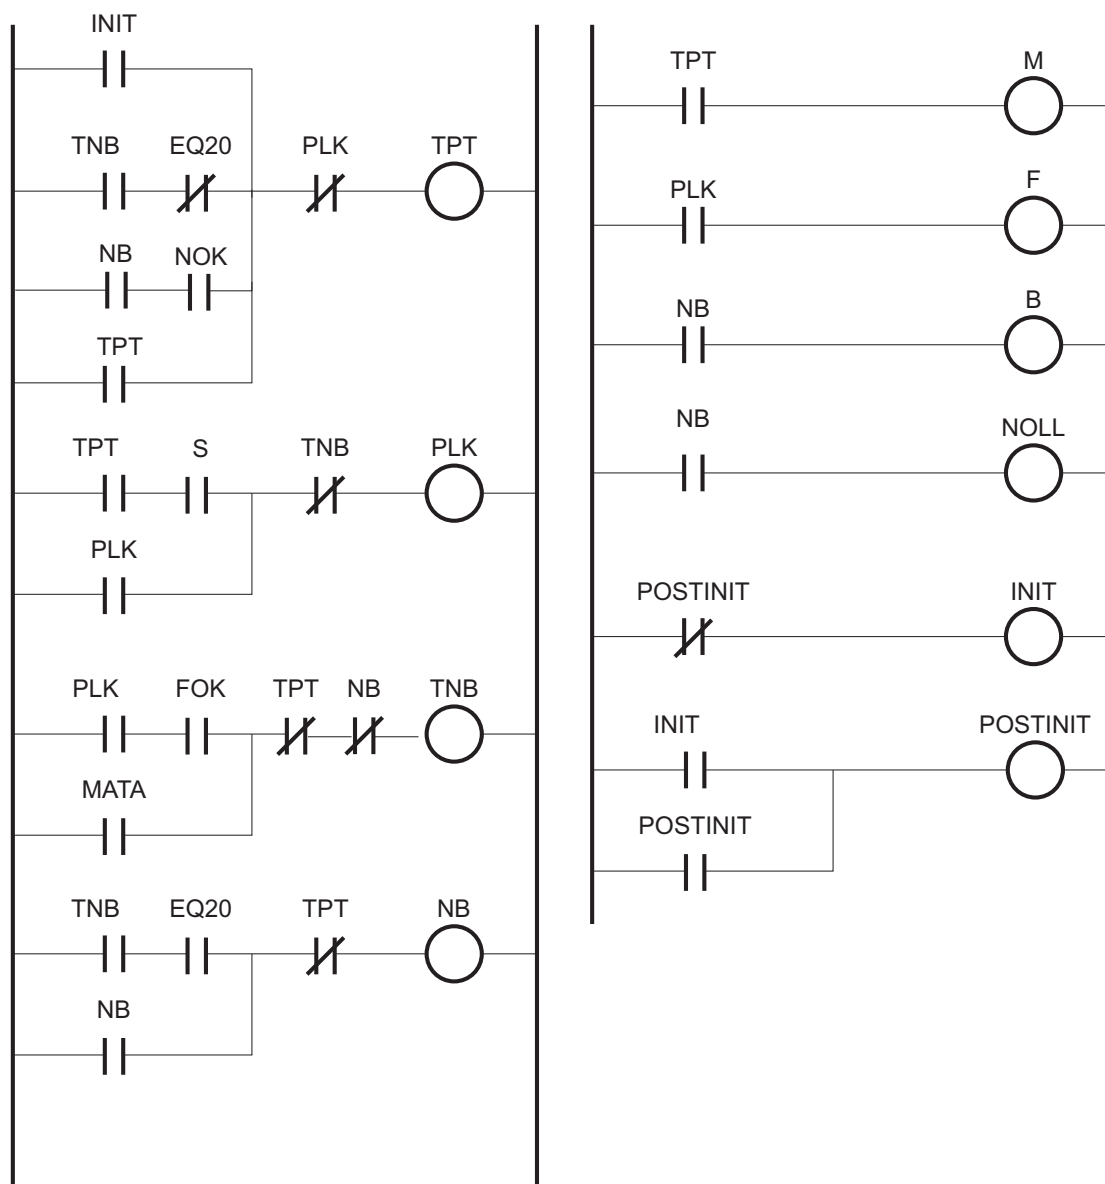 INIT
TNB EQ20 PLK TPT
NB NOK
TPT
TPT S TNB PLK
PLK
PLK FOK TPT NB TNB
MATA
TNB EQ20 TPT NB
NB
TPT M
PLK F
NB B
NB NOLL
POSTINIT INIT
INIT POSTINIT
POSTINIT